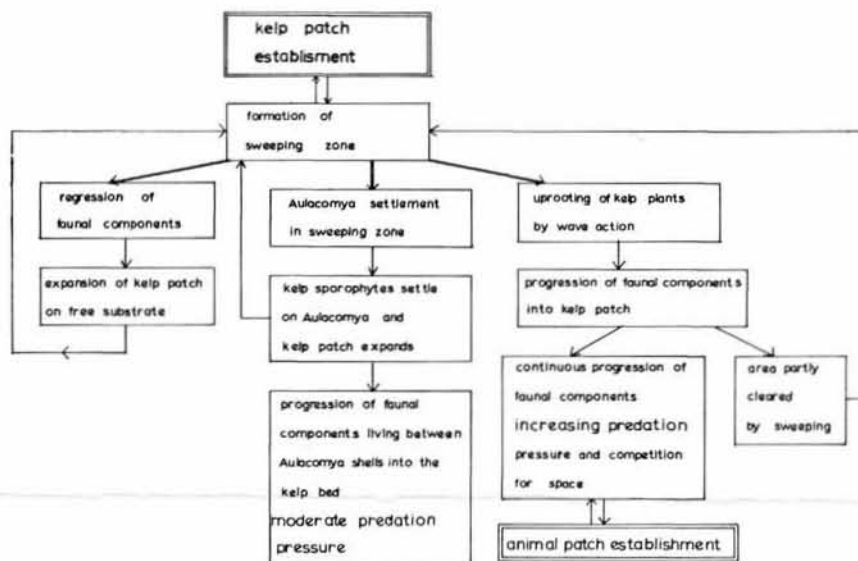 kelp patch
establisment
formation of
sweeping zone
regression of
faunal components
Aulacomya settlement
in sweeping zone
uprooting of kelp plants
by wave action
expansion of kelp patch
on free substrate
kelp sporophytes settle
on Aulacomya and
kelp patch expands
progression of faunal components
into kelp patch
progression of faunal
components living between
Aulacomya shells into the
kelp bed
moderate predation
pressure
continuous progression of
faunal components
increasing predation
pressure and competition
for space
area partly
cleared
by sweeping
animal patch establishment